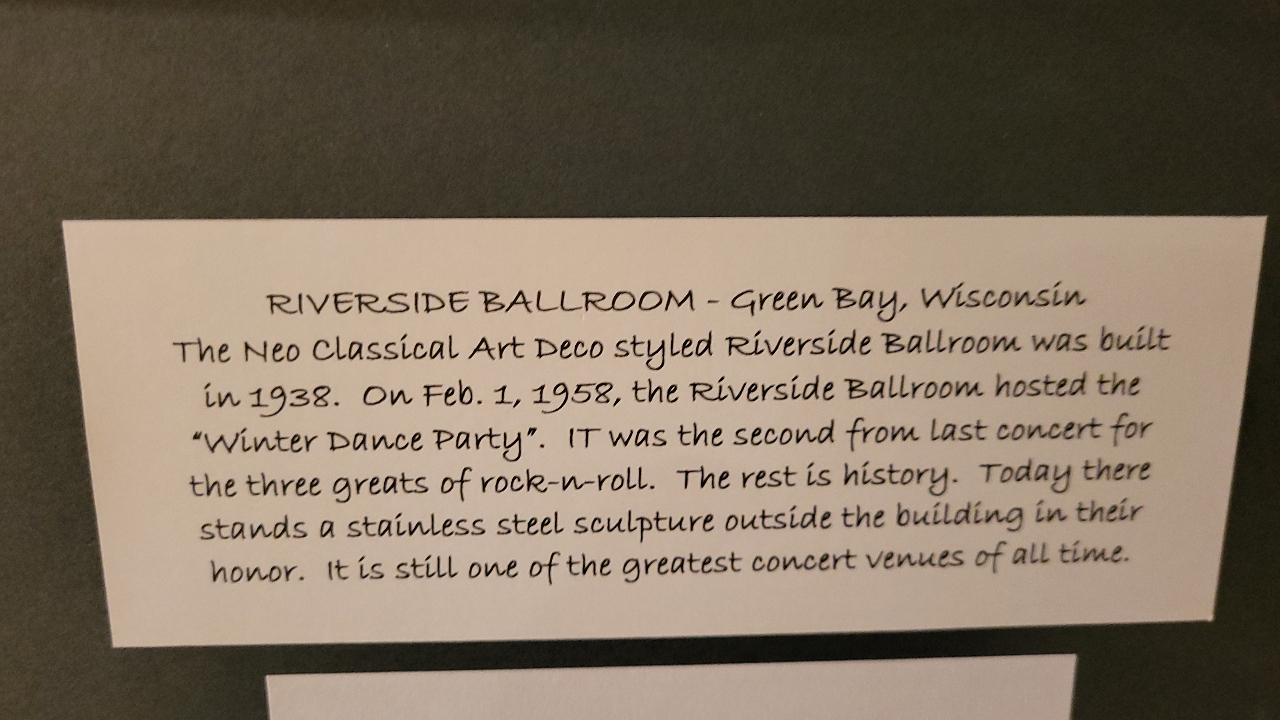 RIVERSIDE BALLROOM - Green Bay, Wisconsin
The Neo Classical Art Deco styled Riverside Ballroom was built
in 1938. On Feb. 1, 1958, the Riverside Ballroom hosted the
"Winter Dance Party". IT was the second from last concert for
the three greats of rock-n-roll. The rest is history. Today there
stands a stainless steel sculpture outside the building in their
honor. It is still one of the greatest concert venues of all time.